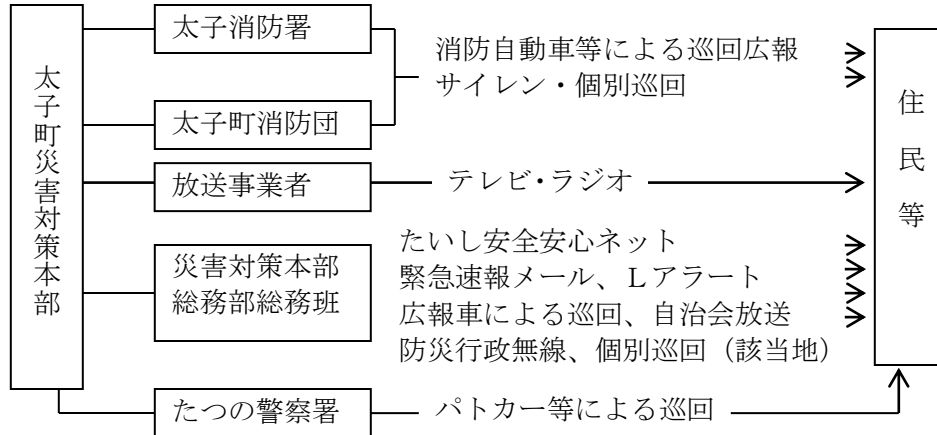 太子町災害対策本部
太子消防署
太子町消防団
消防自動車等による巡回広報
サイレン・個別巡回
放送事業者
テレビ・ラジオ
災害対策本部
総務部総務班
たいし安全安心ネット
緊急速報メール、Ｌアラート
広報車による巡回、自治会放送
防災行政無線、個別巡回（該当地）
たつの警察署
パトカー等による巡回
住民等